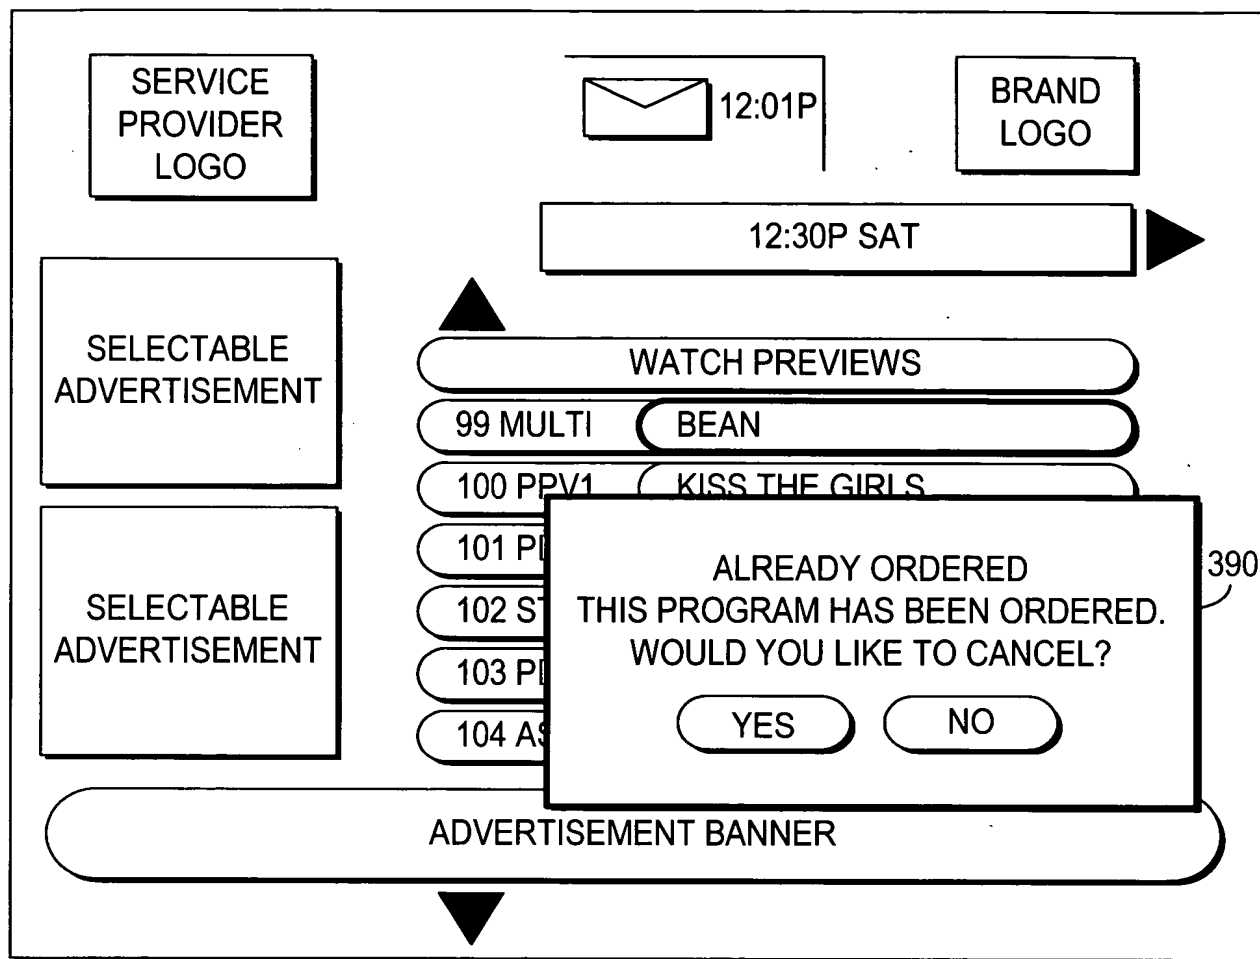 SERVICE
PROVIDER
LOGO
12:01P
BRAND
LOGO
12:30P SAT
SELECTABLE
ADVERTISEMENT
WATCH PREVIEWS
99 MULTI BEAN
100 PPV1 KISS THE GIRLS
101
102 ST
103
104 AS
SELECTABLE
ADVERTISEMENT
ALREADY ORDERED
THIS PROGRAM HAS BEEN ORDERED.
WOULD YOU LIKE TO CANCEL?
YES NO
390
ADVERTISEMENT BANNER